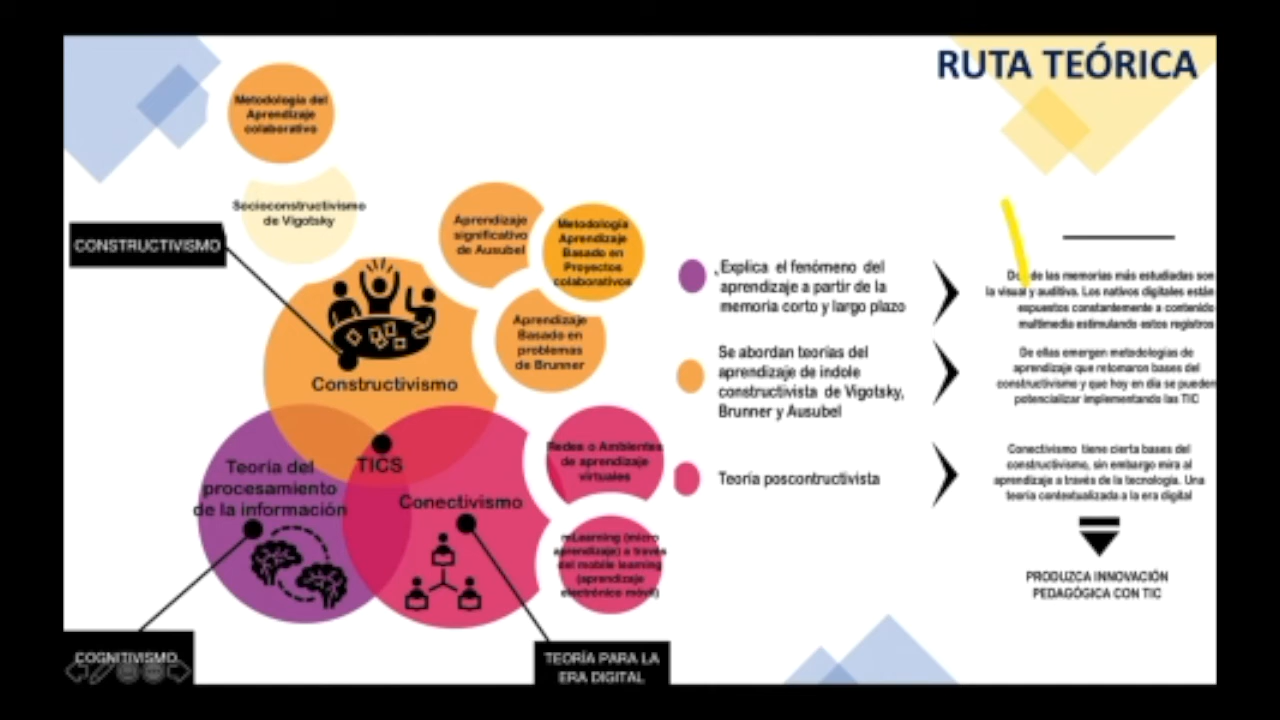 RUTA TEÓRICA
Metodología del
Aprendizaje
colaborativo
Socioconstructivismo
de Vigotsky
CONSTRUCTIVISMO
Aprendizaje
significativo
de Ausubel
Metodología
Aprendizaje
Basado en
Proyectos
colaborativos
Aprendizaje
Basado en
problemas
de Brunner
Constructivismo
TICS
Teoría del
procesamiento
de la información
Conectivismo
Redes o Ambientes
de aprendizaje
virtuales
mLearning (micro
aprendizaje) a través
del mobile learning
(aprendizaje
electrónico móvil)
COGNITIVISMO
TEORÍA PARA LA
ERA DIGITAL
Explica el fenómeno del
aprendizaje a partir de la
memoria corto y largo plazo
Se abordan teorías del
aprendizaje de indole
constructivista de Vigotsky,
Brunner y Ausubel
Teoría posconstructivista
de las memorias más estudiadas son
la visual y auditiva. Los nativos digitales están
expuestos constantemente a contenido
multimedia estimulando estos registros
De ellas emergen metodologías de
aprendizaje que retomaron bases del
constructivismo y que hoy en día se pueden
potencializar implementando las TIC
Conectivismo tiene cierta bases del
constructivismo, sin embargo mira al
aprendizaje a través de la tecnología. Una
teoría contextualizada a la era digital
PRODUZCA INNOVACIÓN
PEDAGÓGICA CON TIC